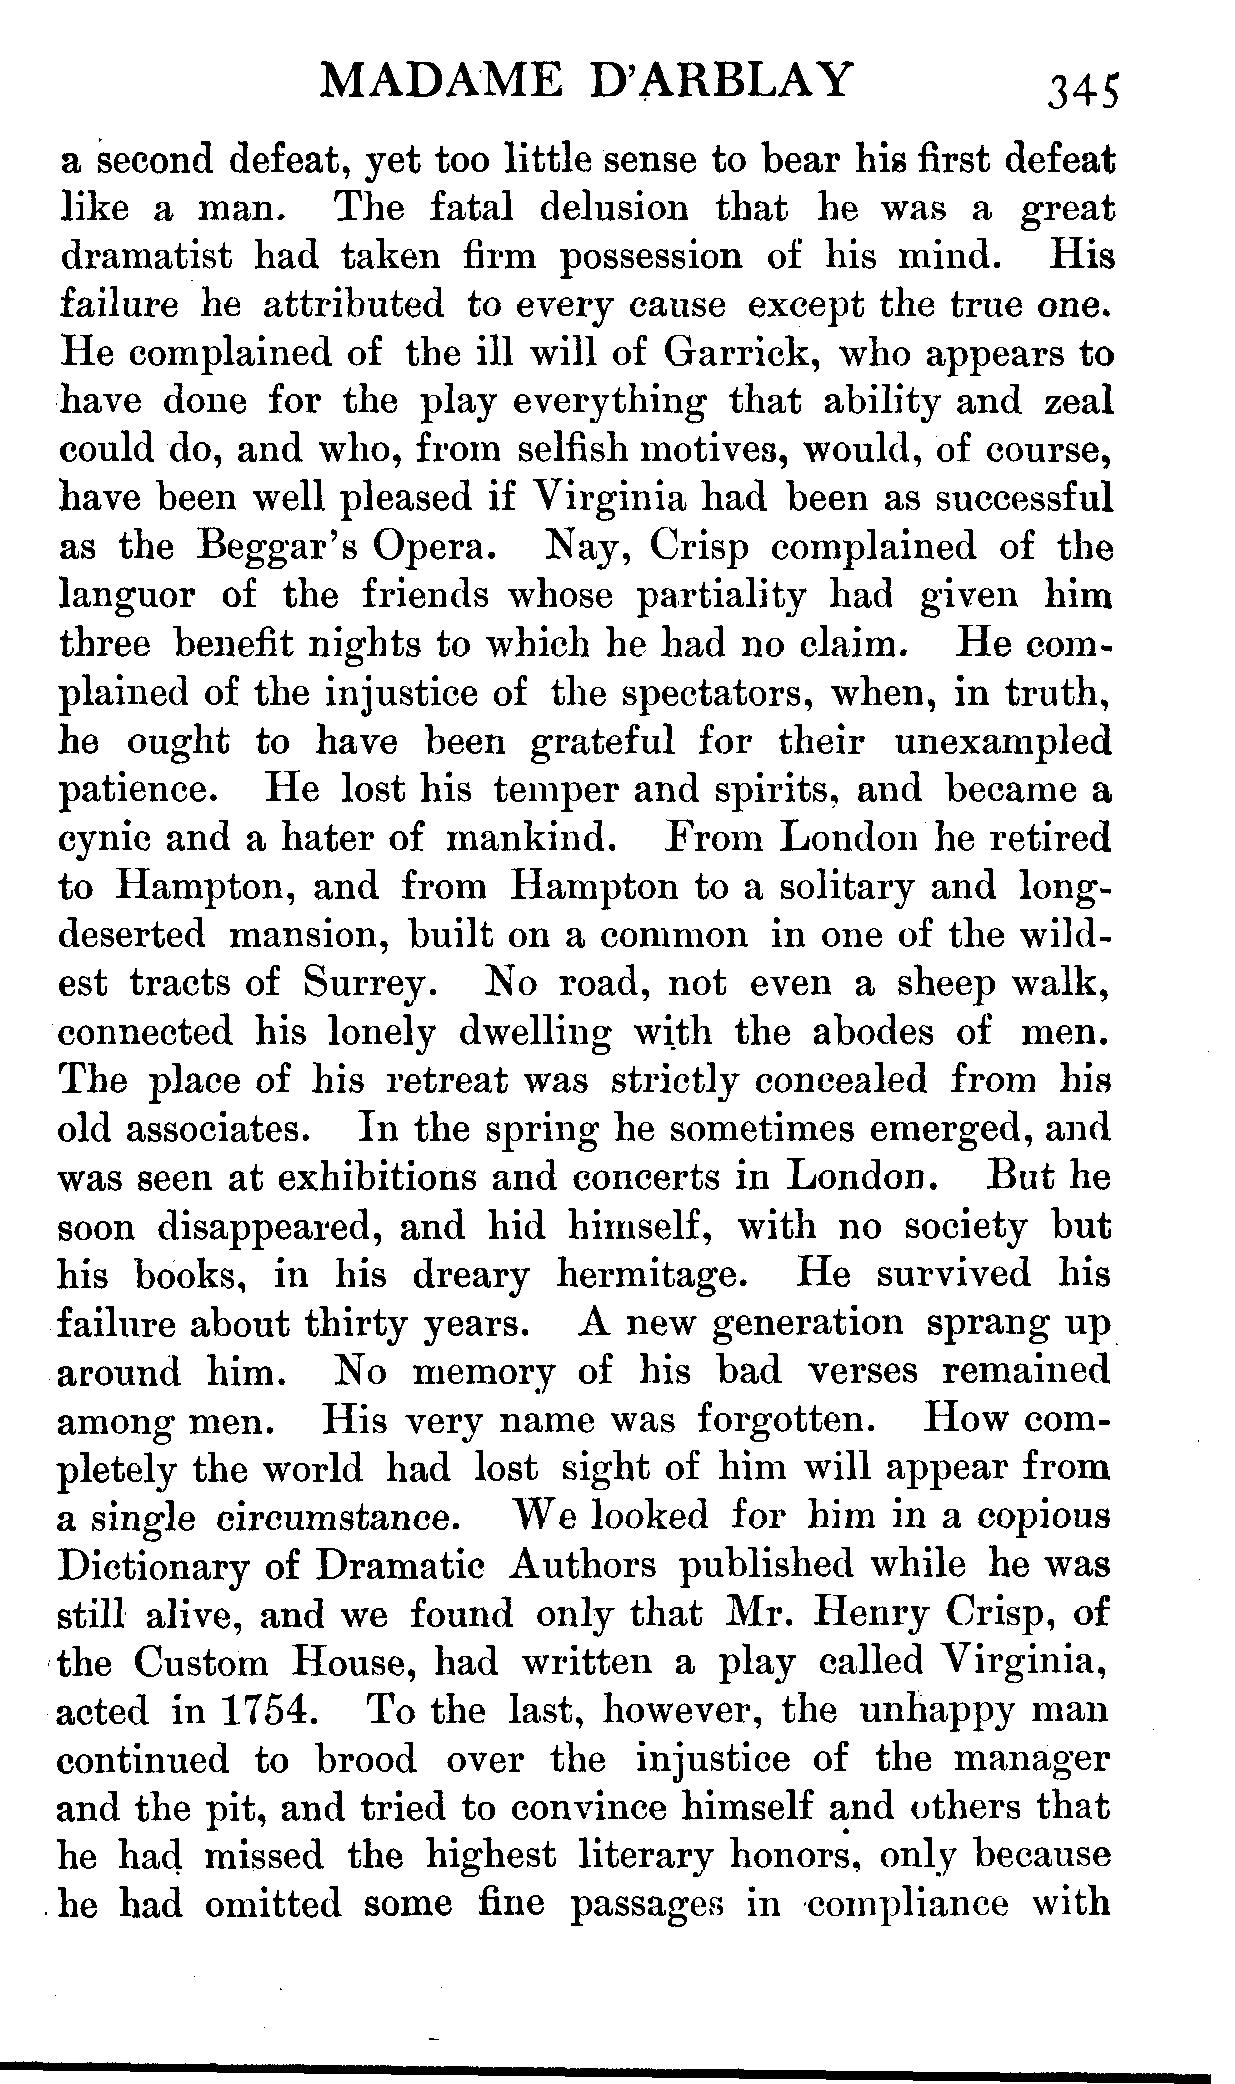 MADAME D'ARBLAY 345
a second defeat, yet too little sense to bear his first defeat
like a man. The fatal delusion that he was a great
dramatist had taken firm possession of his mind. His
failure he attributed to every cause except the true one.
He complained of the ill will of Garrick, who appears to
have done for the play everything that ability and zeal
could do, and who, from selfish motives, would, of course,
have been well pleased if Virginia had been as successful
as the Beggar's Opera. Nay, Crisp complained of the
languor of the friends whose partiality had given him
three benefit nights to which he had no claim. He com-
plained of the injustice of the spectators, when, in truth,
he ought to have been grateful for their unexampled
patience. He lost his temper and spirits, and became a
cynic and a hater of mankind. From London he retired
to Hampton, and from Hampton to a solitary and long-
deserted mansion, built on a common in one of the wild-
est tracts of Surrey. No road, not even a sheep walk,
connected his lonely dwelling with the abodes of men.
The place of his retreat was strictly concealed from his
old associates. In the spring he sometimes emerged, and
was seen at exhibitions and concerts in London. But he
soon disappeared, and hid himself, with no society but
his books, in his dreary hermitage. He survived his
failure about thirty years. A new generation sprang up
around him. No memory of his bad verses remained
among men. His very name was forgotten. How com-
pletely the world had lost sight of him will appear from
a single circumstance. We looked for him in a copious
Dictionary of Dramatic Authors published while he was
still alive, and we found only that Mr. Henry Crisp, of
the Custom House, had written a play called Virginia,
acted in 1754. To the last, however, the unhappy man
continued to brood over the injustice of the manager
and the pit, and tried to convince himself and others that
he had missed the highest literary honors, only because
he had omitted some fine passages in compliance with